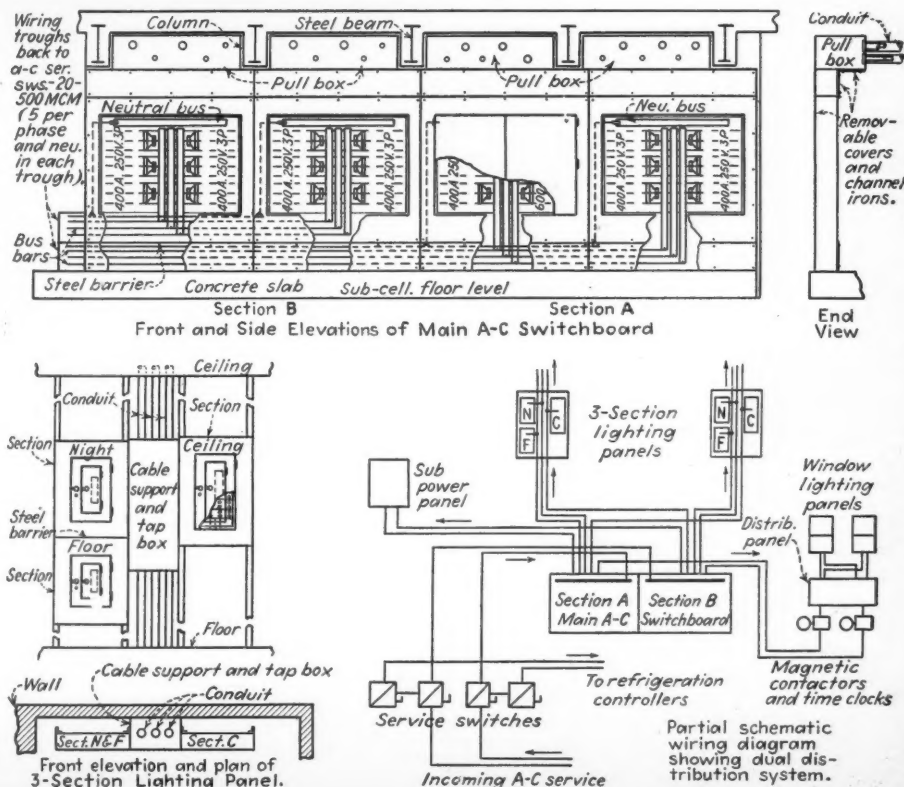 Wiring
troughs
back to
a-c ser.
sws.-20-
500 MCM
(5 per
phase
and neu.
in each
trough).
Column
Steel beam
Pull box
Pull box
Neutral bus
Neu. bus
400A, 250V, 3P.
400A, 250V, 3P.
400A, 250V, 3P.
400A, 250V, 3P.
400A, 250
600
400A, 250V, 3P.
400A, 250V, 3P.
Bus
bars
Steel barrier
Concrete slab
Sub-cell. floor level
Section B
Section A
Front and Side Elevations of Main A-C Switchboard
Conduit
Pull
box
Remov-
able
covers
and
channel
irons.
End
View
Ceiling
Conduit
Section
Section
Night
Ceiling
Cable
support
and
tap
box
Steel
barrier
Floor
Section
Floor
Cable support and tap box
Wall
Conduit
Sect. N&F
Sect. C
Front elevation and plan of
3-Section Lighting Panel.
N
C
F
N
C
F
3-Section
lighting
panels
Sub
power
panel
Window
lighting
panels
Distrib.
panel
Section A
Main A-C
Section B
Switchboard
To refrigeration
controllers
Magnetic
contactors
and time clocks
Service switches
Incoming A-C service
Partial schematic
wiring diagram
showing dual dis-
tribution system.